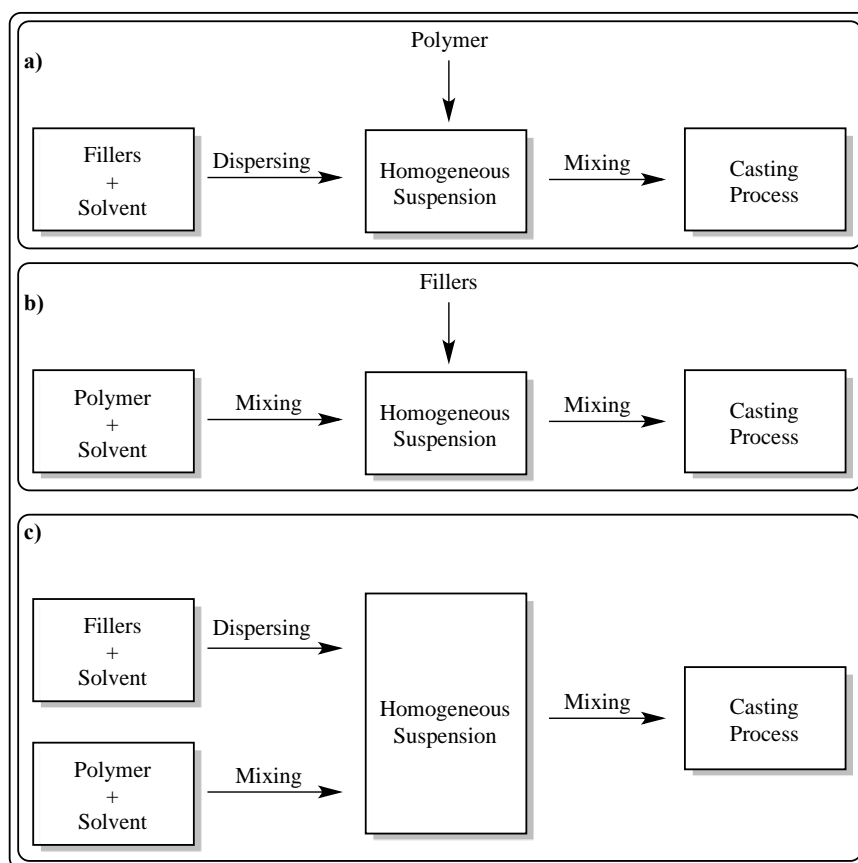 a)
Polymer
Fillers
+
Solvent
Dispersing
Homogeneous
Suspension
Mixing
Casting
Process
b)
Fillers
Polymer
+
Solvent
Mixing
Homogeneous
Suspension
Mixing
Casting
Process
c)
Fillers
+
Solvent
Dispersing
Polymer
+
Solvent
Mixing
Homogeneous
Suspension
Mixing
Casting
Process